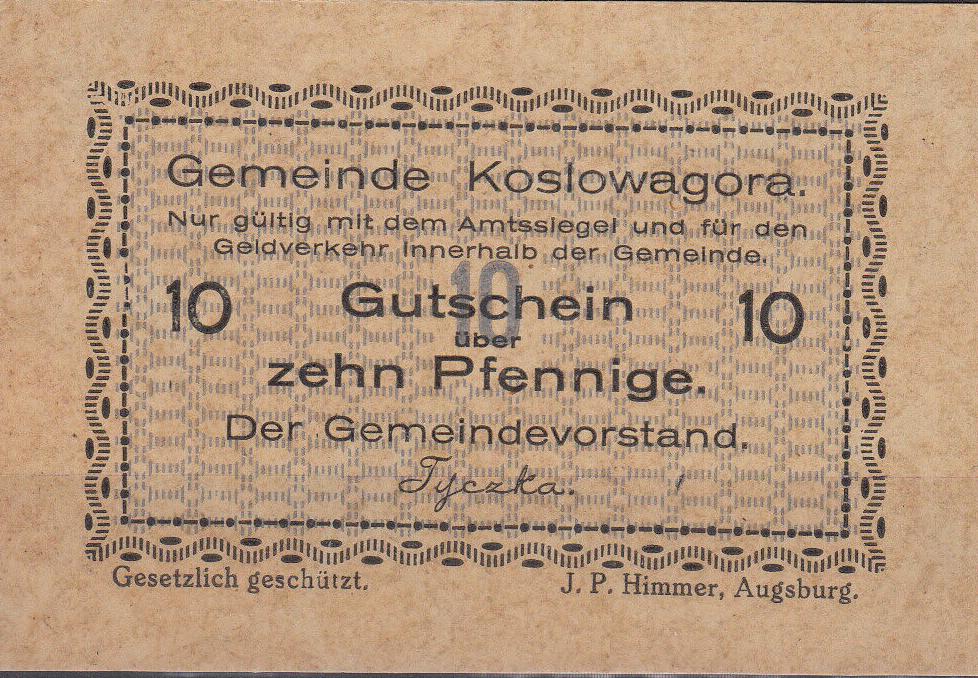 Gemeinde Koslowagora.
Nur gültig mit dem Amtssiegel und für den
Geldverkehr innerhalb der Gemeinde.
10 Gutschein 10
10
über
zehn Pfennige.
Der Gemeindevorstand.
Tyczka.
Gesetzlich geschützt. J. P. Himmer, Augsburg.